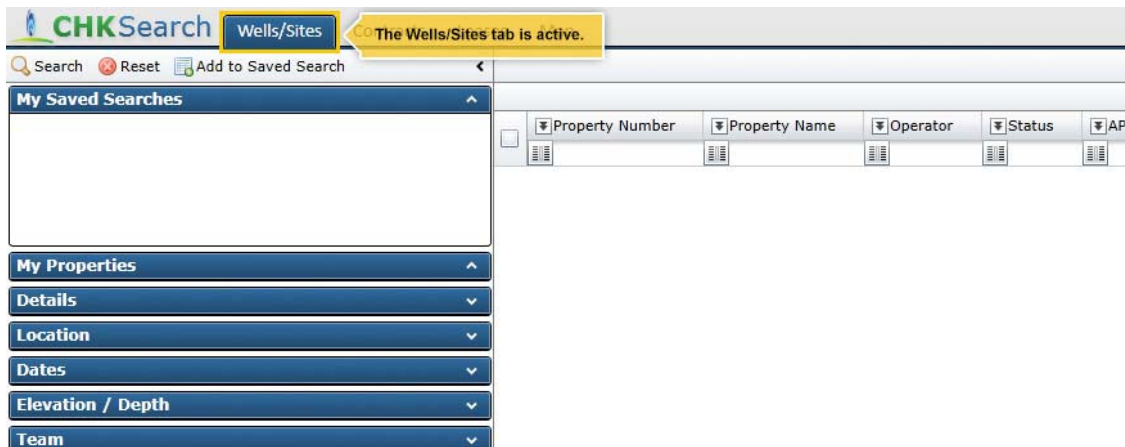 CHKSearch Wells/Sites The Wells/Sites tab is active.
Search Reset Add to Saved Search
My Saved Searches
Property Number Property Name Operator Status AP
My Properties
Details
Location
Dates
Elevation / Depth
Team